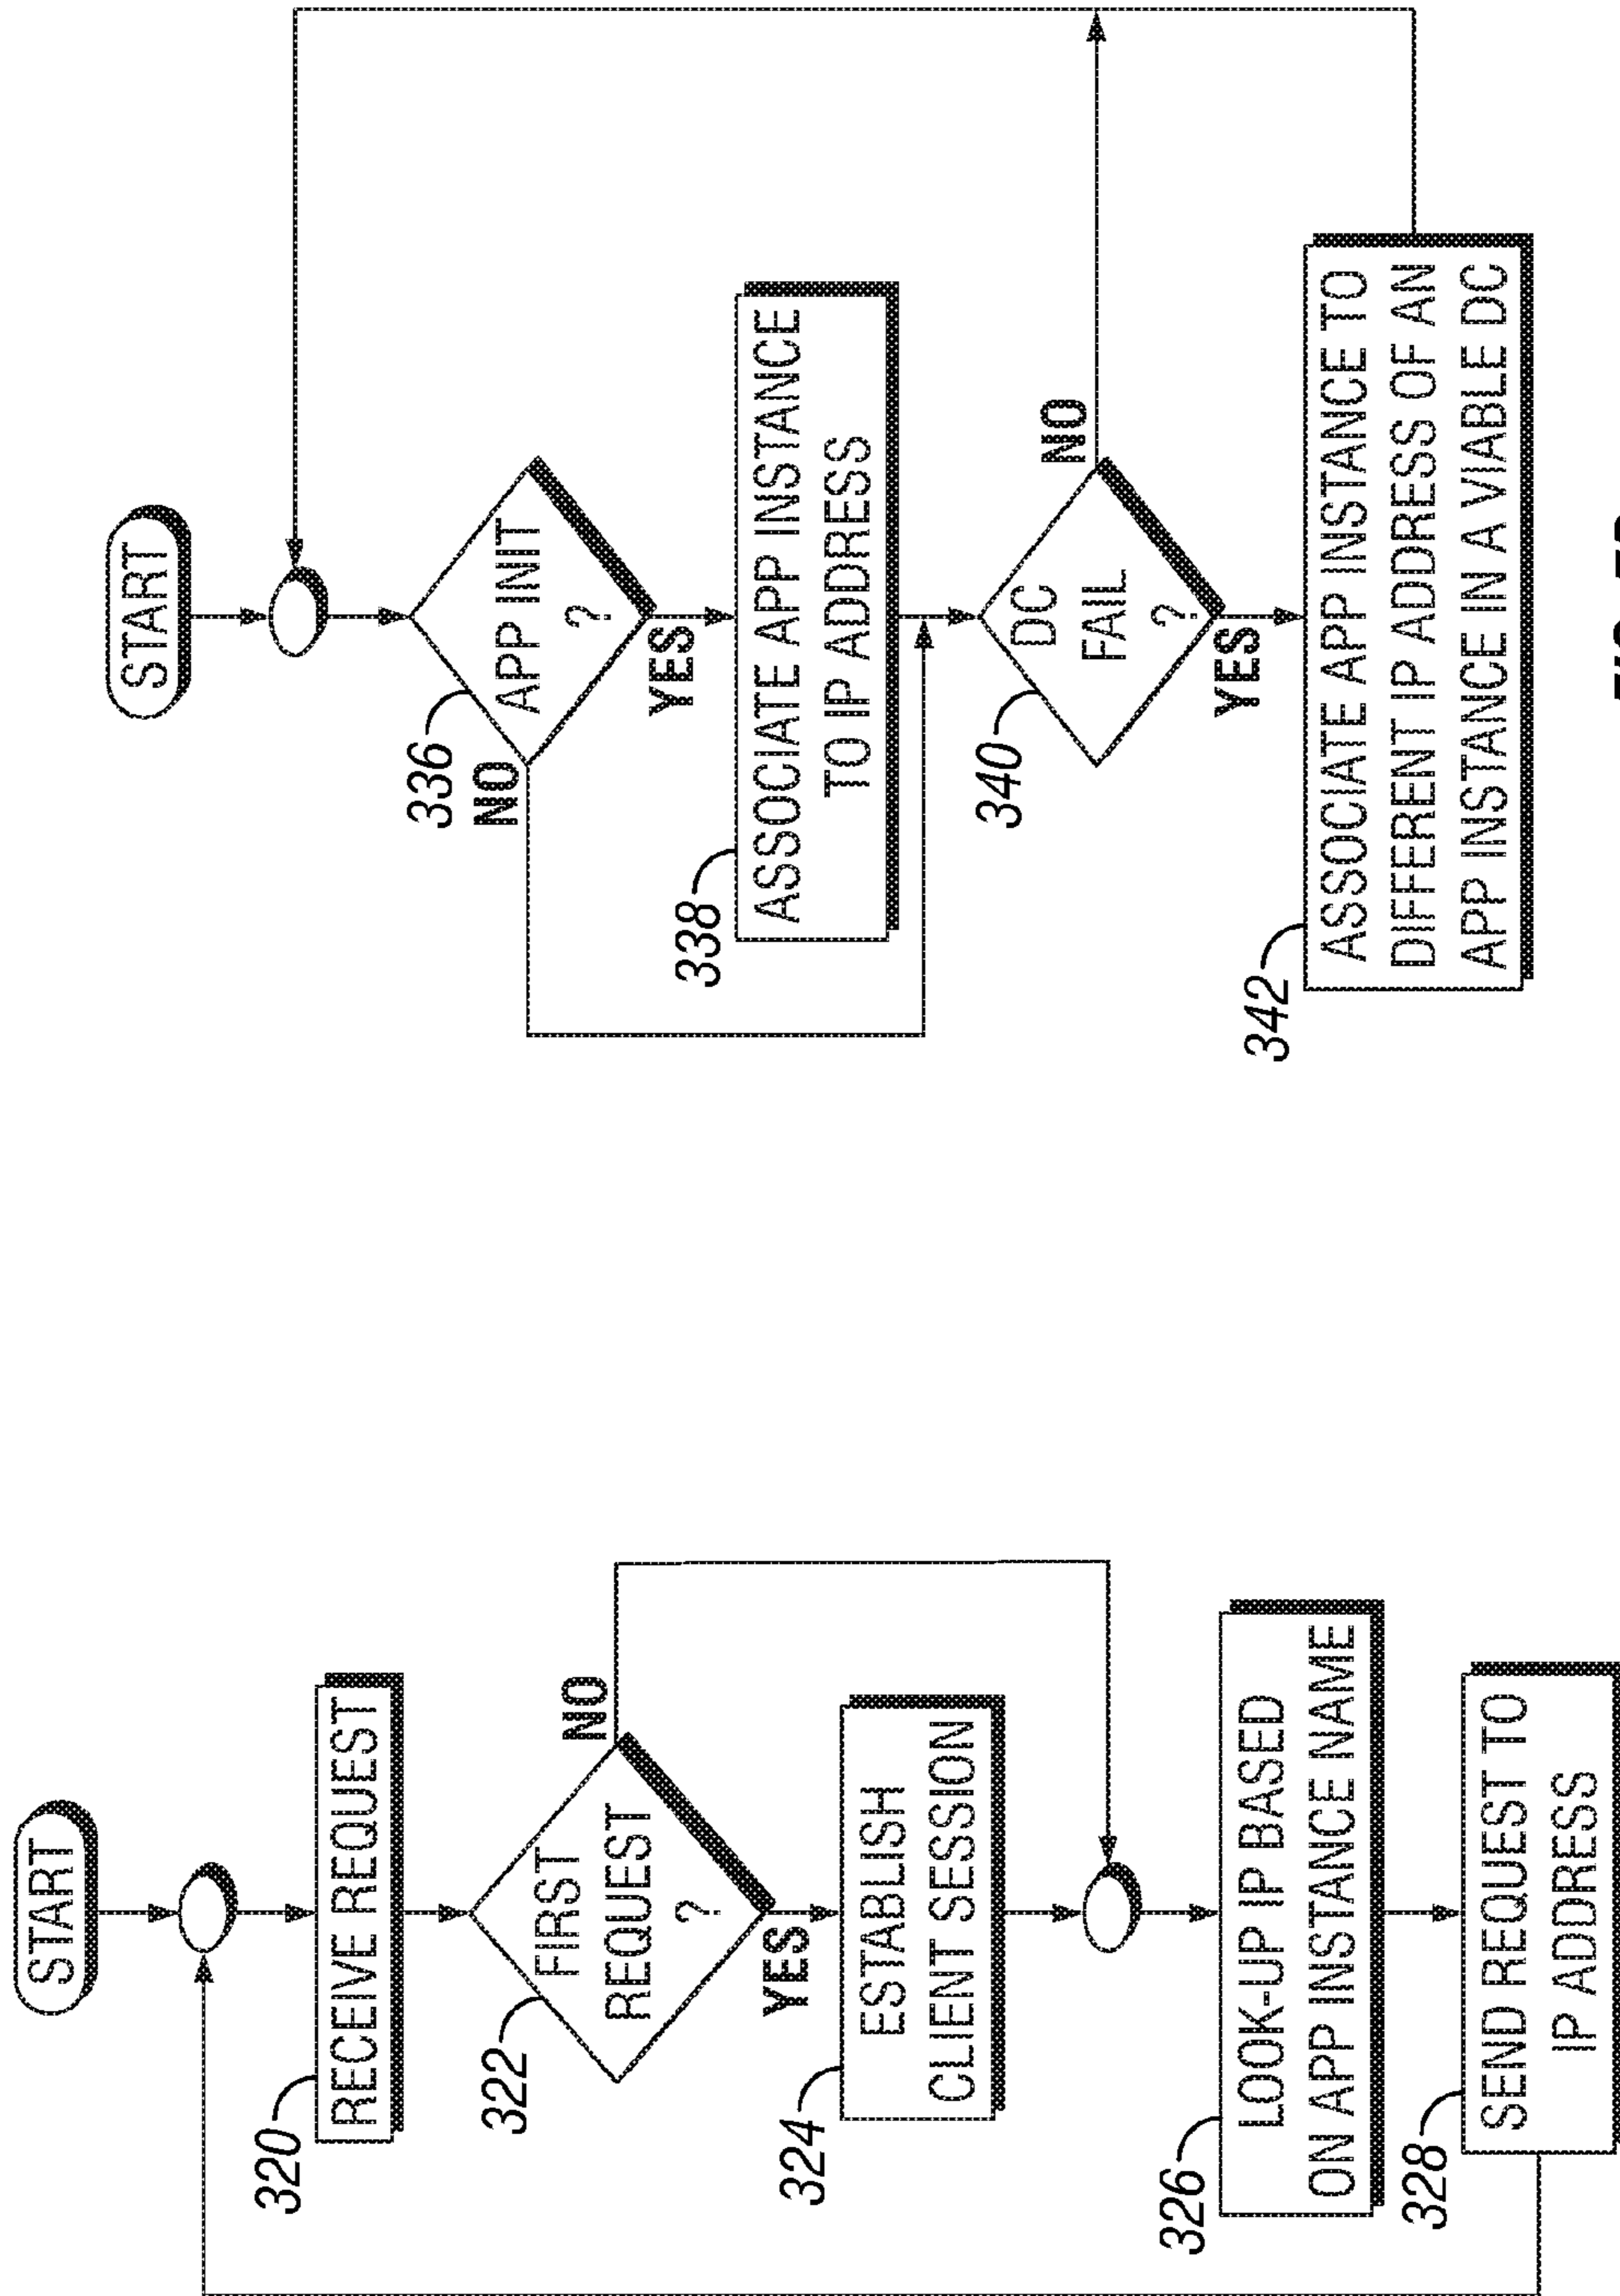 START
320
RECEIVE REQUEST
322
FIRST
REQUEST
?
NO
YES
324
ESTABLISH
CLIENT SESSION
326
LOOK-UP IP BASED
ON APP INSTANCE NAME
328
SEND REQUEST TO
IP ADDRESS
START
336
APP INIT
?
NO
YES
338
ASSOCIATE APP INSTANCE
TO IP ADDRESS
340
DC
FAIL
?
NO
YES
342
ASSOCIATE APP INSTANCE TO
DIFFERENT IP ADDRESS OF AN
APP INSTANCE IN A VIABLE DC